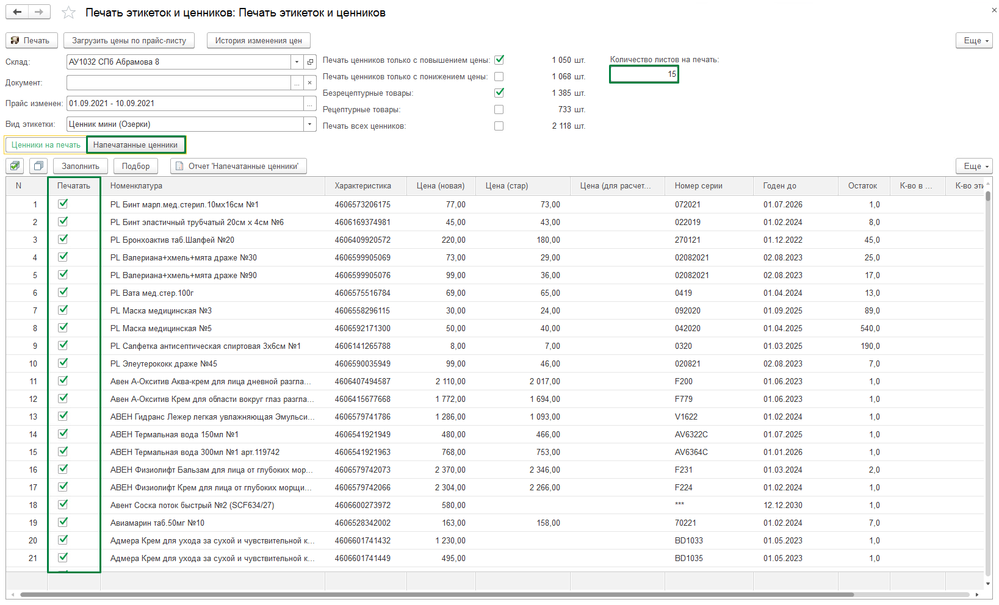 Печать этикеток и ценников: Печать этикеток и ценников
Печать Загрузить цены по прайс-листу История изменения цен Еще
Склад: АУ1032 СПб Абрамова 8 Печать ценников только с повышением цены: 1 050 шт. Количество листов на печать:
Документ: Печать ценников только с понижением цены: 1 068 шт. 15
Прайс изменен: 01.09.2021 - 10.09.2021 ... Безрецептурные товары: 1 385 шт.
Рецептурные товары: 733 шт.
Вид этикетки: Ценник мини (Озерки) Печать всех ценников: 2 118 шт.
Ценники на печать Напечатанные ценники
Заполнить Подбор Отчет 'Напечатанные ценники' Еще
N Печатать Номенклатура Характеристика Цена (новая) Цена (стар) Цена (для расчет... Номер серии Годен до Остаток К-во в ... К-во эти
1 PL Бинт марл.мед.стерил.10мх16см №1 4606573206175 77,00 73,00 072021 01.07.2026 1,0
2 PL Бинт эластичный трубчатый 20см х 4см №6 4606169374981 45,00 43,00 022019 01.02.2024 8,0
3 PL Бронхоактив таб.Шалфей №20 4606409920572 220,00 180,00 270121 01.12.2022 45,0
4 PL Валериана+хмель+мята драже №30 4606599905069 73,00 29,00 02082021 02.08.2023 25,0
5 PL Валериана+хмель+мята драже №90 4606599905076 99,00 36,00 02082021 02.08.2023 17,0
6 PL Вата мед.стер.100г 4606575516784 69,00 65,00 0419 01.04.2024 13,0
7 PL Маска медицинская №3 4606558296115 30,00 24,00 092020 01.09.2025 89,0
8 PL Маска медицинская №5 4606592171300 50,00 40,00 042020 01.04.2025 540,0
9 PL Салфетка антисептическая спиртовая 3х6см №1 4606141265788 8,00 7,00 0320 01.03.2025 190,0
10 PL Элеутерококк драже №45 4606590035949 99,00 46,00 020821 02.08.2023 7,0
11 Авен А-Окситив Аква-крем для лица дневной разгла... 4606407494587 2 110,00 2 017,00 F200 01.06.2023 1,0
12 Авен А-Окситив Крем для области вокруг глаз разгла... 4606415677668 1 772,00 1 694,00 F779 01.06.2023 1,0
13 АВЕН Гидранс Лежер легкая увлажняющая Эмульси... 4606579741786 1 286,00 1 093,00 V1622 01.02.2024 1,0
14 АВЕН Термальная вода 150мл №1 4606541921949 480,00 466,00 AV6322C 01.07.2025 1,0
15 АВЕН Термальная вода 300мл №1 арт.119742 4606541921963 768,00 753,00 AV6364C 01.01.2026 1,0
16 АВЕН Физиолифт Бальзам для лица от глубоких мор... 4606579742073 2 370,00 2 346,00 F231 01.03.2024 2,0
17 АВЕН Физиолифт Крем для лица от глубоких морщи... 4606579742066 2 304,00 2 266,00 F224 01.02.2024 1,0
18 Авент Соска поток быстрый №2 (SCF634/27) 4606600273972 580,00 *** 12.12.2030 1,0
19 Авиамарин таб.50мг №10 4606528342002 163,00 158,00 70221 01.02.2024 7,0
20 Адмера Крем для ухода за сухой и чувствительной к... 4606601741432 1 230,00 BD1033 01.05.2023 1,0
21 Адмера Крем для ухода за сухой и чувствительной к... 4606601741449 495,00 BD1035 01.05.2023 1,0